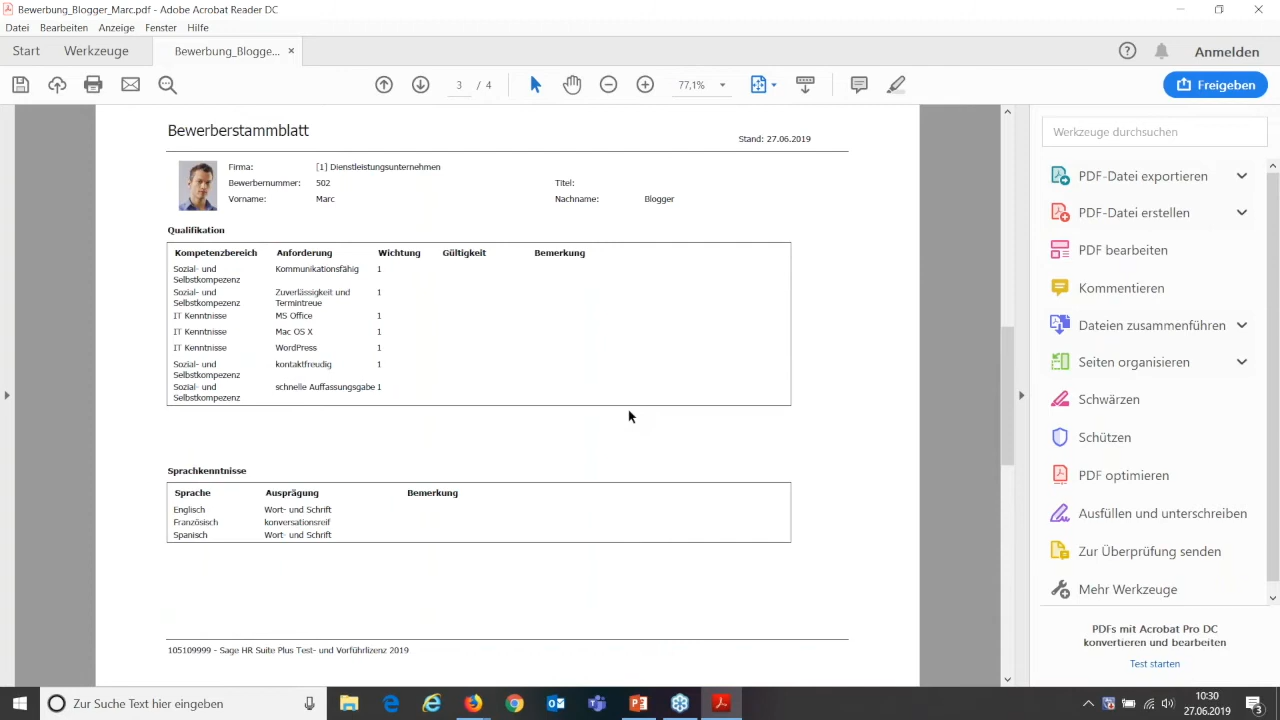 Bewerbung_Blogger_Marc.pdf - Adobe Acrobat Reader DC
Datei Bearbeiten Anzeige Fenster Hilfe
Start Werkzeuge Bewerbung_Blogge... × Anmelden
3 / 4 77,1% Freigeben
Bewerberstammblatt
Stand: 27.06.2019
Firma: [1] Dienstleistungsunternehmen
Bewerbernummer: 502 Titel:
Vorname: Marc Nachname: Blogger
Qualifikation
Kompetenzbereich Anforderung Wichtung Gültigkeit Bemerkung
Sozial- und Kommunikationsfähig 1
Selbstkompezenz
Sozial- und Zuverlässigkeit und 1
Selbstkompezenz Termintreue
IT Kenntnisse MS Office 1
IT Kenntnisse Mac OS X 1
IT Kenntnisse WordPress 1
Sozial- und kontaktfreudig 1
Selbstkompezenz
Sozial- und schnelle Auffassungsgabe 1
Selbstkompezenz
Sprachkenntnisse
Sprache Ausprägung Bemerkung
Englisch Wort- und Schrift
Französisch konversationsreif
Spanisch Wort- und Schrift
105109999 - Sage HR Suite Plus Test- und Vorführlizenz 2019
Werkzeuge durchsuchen
PDF-Datei exportieren
PDF-Datei erstellen
PDF bearbeiten
Kommentieren
Dateien zusammenführen
Seiten organisieren
Schwärzen
Schützen
PDF optimieren
Ausfüllen und unterschreiben
Zur Überprüfung senden
Mehr Werkzeuge
PDFs mit Acrobat Pro DC
konvertieren und bearbeiten
Test starten
Zur Suche Text hier eingeben
10:30
27.06.2019
3